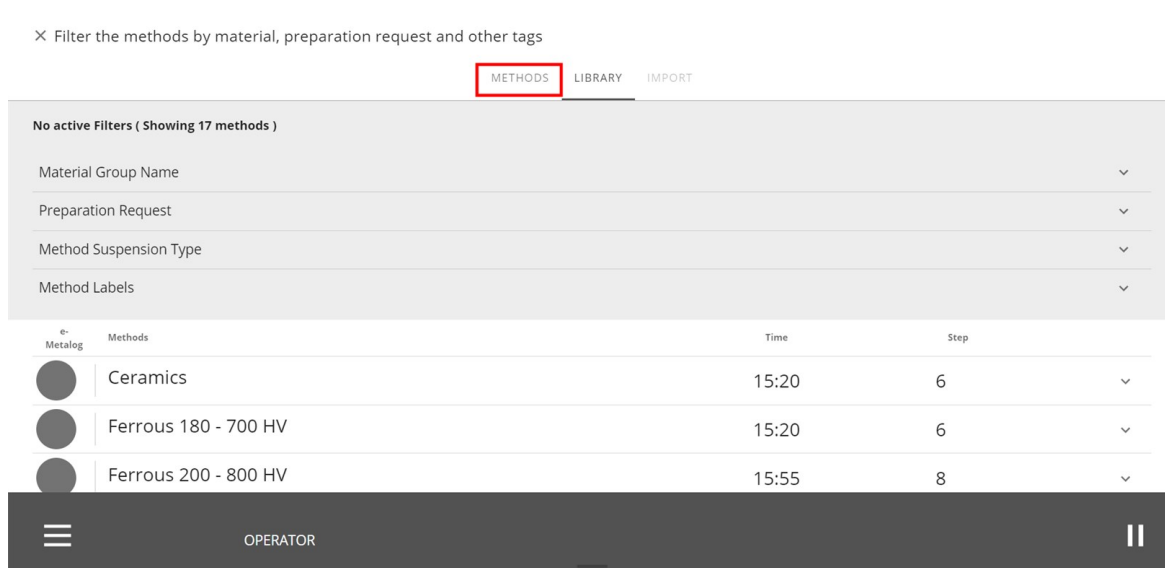 × Filter the methods by material, preparation request and other tags
METHODS LIBRARY IMPORT
No active Filters ( Showing 17 methods )
Material Group Name
Preparation Request
Method Suspension Type
Method Labels
e-
Metalog Methods Time Step
Ceramics 15:20 6
Ferrous 180 - 700 HV 15:20 6
Ferrous 200 - 800 HV 15:55 8
OPERATOR